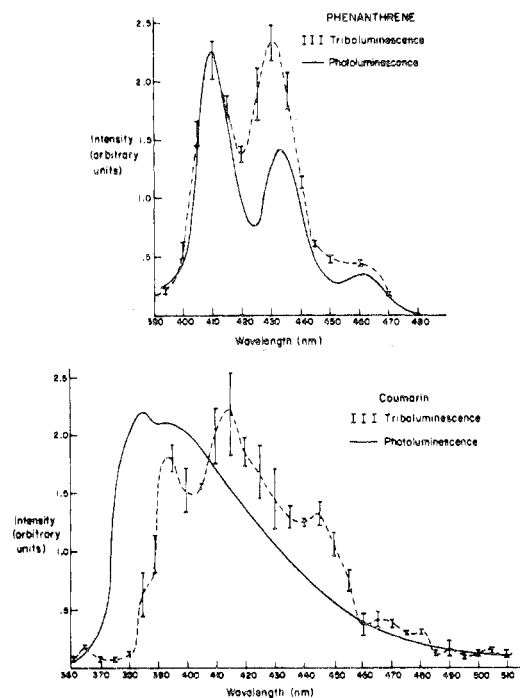 PHENANTHRENE
Triboluminescence
Photoluminescence
2.5
2.0
1.5
Intensity
(arbitrary
units)
1.0
.5
390 400 410 420 430 440 450 460 470 480
Wavelength (nm)
Coumarin
Triboluminescence
Photoluminescence
2.5
2.0
1.5
Intensity
(arbitrary
units)
1.0
.5
360 370 380 390 400 410 420 430 440 450 460 470 480 490 500 510
Wavelength (nm)